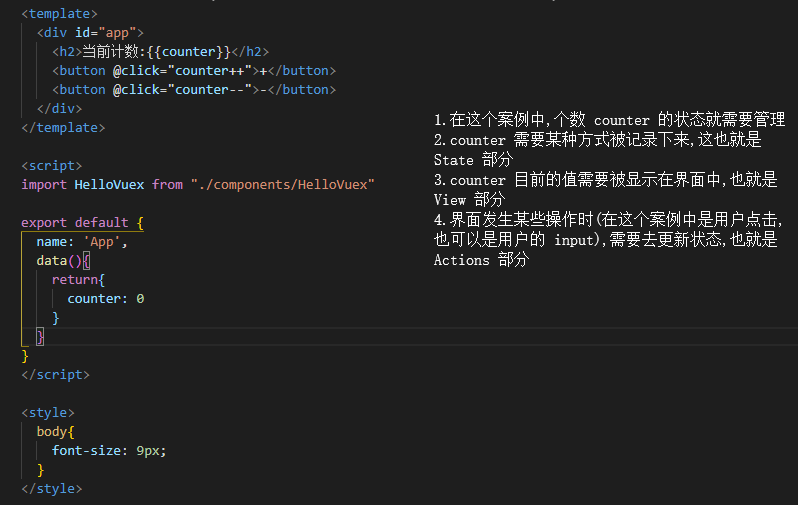 <template>
  <div id="app">
    <h2>当前计数:{{counter}}</h2>
    <button @click="counter++">+</button>
    <button @click="counter--">-</button>
  </div>
</template>

<script>
import HelloVuex from "./components/HelloVuex"

export default {
  name: 'App',
  data(){
    return{
      counter: 0
    }
  }
}
</script>

<style>
  body{
    font-size: 9px;
  }
</style>
1.在这个案例中,个数 counter 的状态就需要管理
2.counter 需要某种方式被记录下来,这也就是
State 部分
3.counter 目前的值需要被显示在界面中,也就是
View 部分
4.界面发生某些操作时(在这个案例中是用户点击,
也可以是用户的 input),需要去更新状态,也就是
Actions 部分